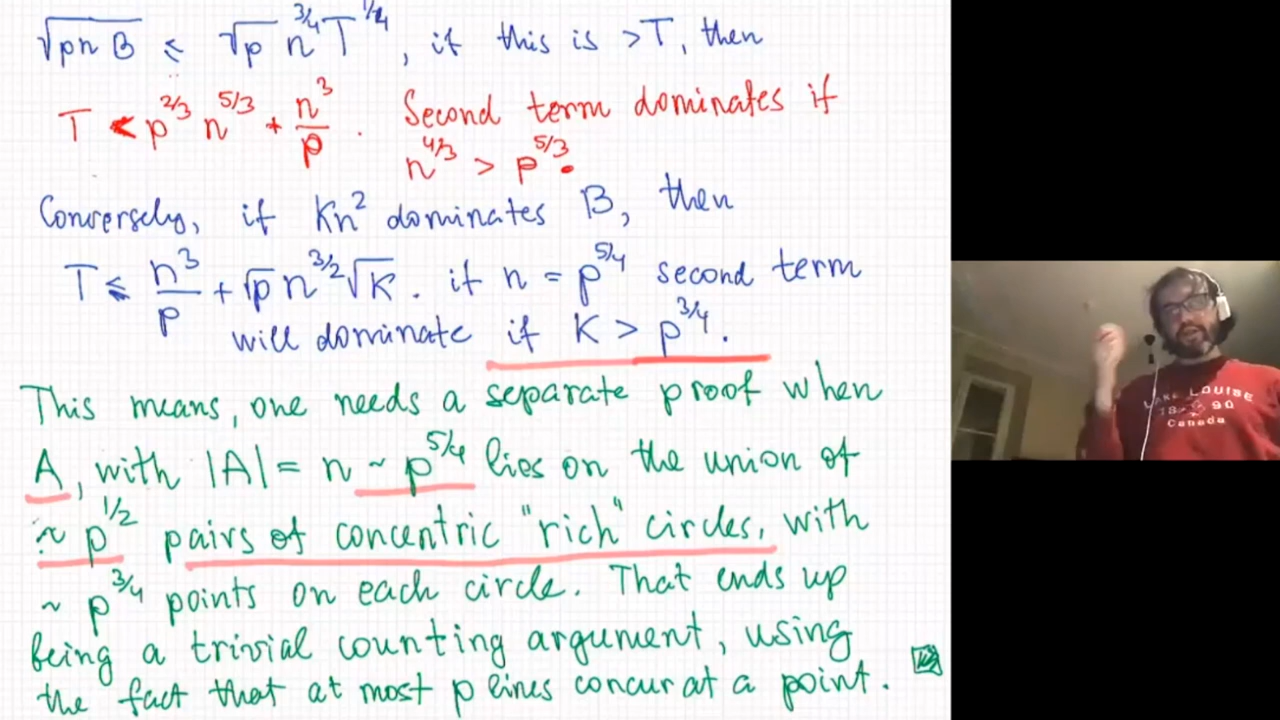 √pnB ≤ √p n^{3/4} T^{1/4}, if this is >T, then
T < p^{2/3} n^{5/3} + n^3/p. Second term dominates if
n^{4/3} > p^{5/3}.
Conversely, if Kn^2 dominates B, then
T ≤ n^3/p + √p n^{3/2} √K. if n = p^{5/4} second term
will dominate if K > p^{3/4}.
This means, one needs a separate proof when
A, with |A| = n ~ p^{5/4} lies on the union of
~ p^{1/2} pairs of concentric "rich" circles, with
~ p^{3/4} points on each circle. That ends up
being a trivial counting argument, using
the fact that at most p lines concur at a point.
LAKE LOUISE
18 90
Canada